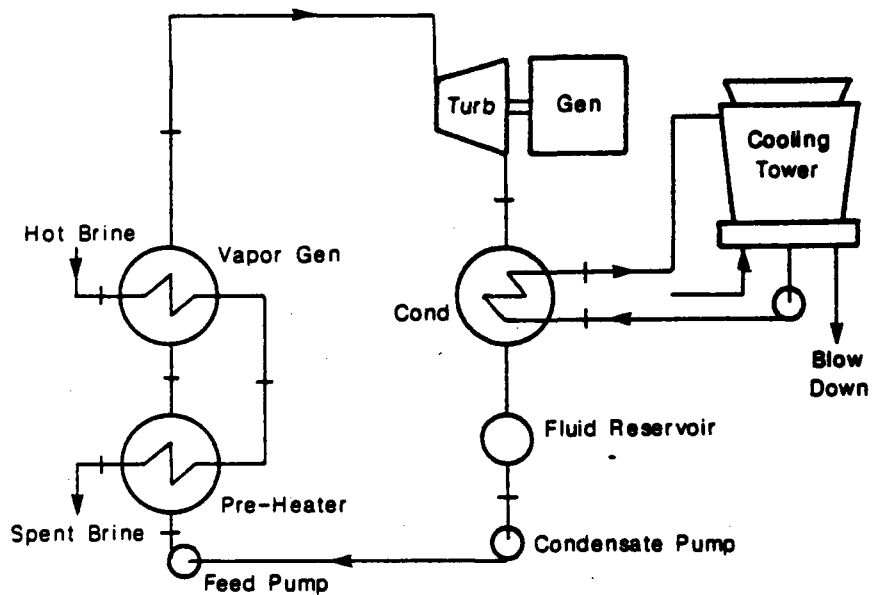 Turb
Gen
Cooling
Tower
Hot Brine
Vapor Gen
Cond
Blow
Down
Fluid Reservoir
Pre-Heater
Spent Brine
Condensate Pump
Feed Pump